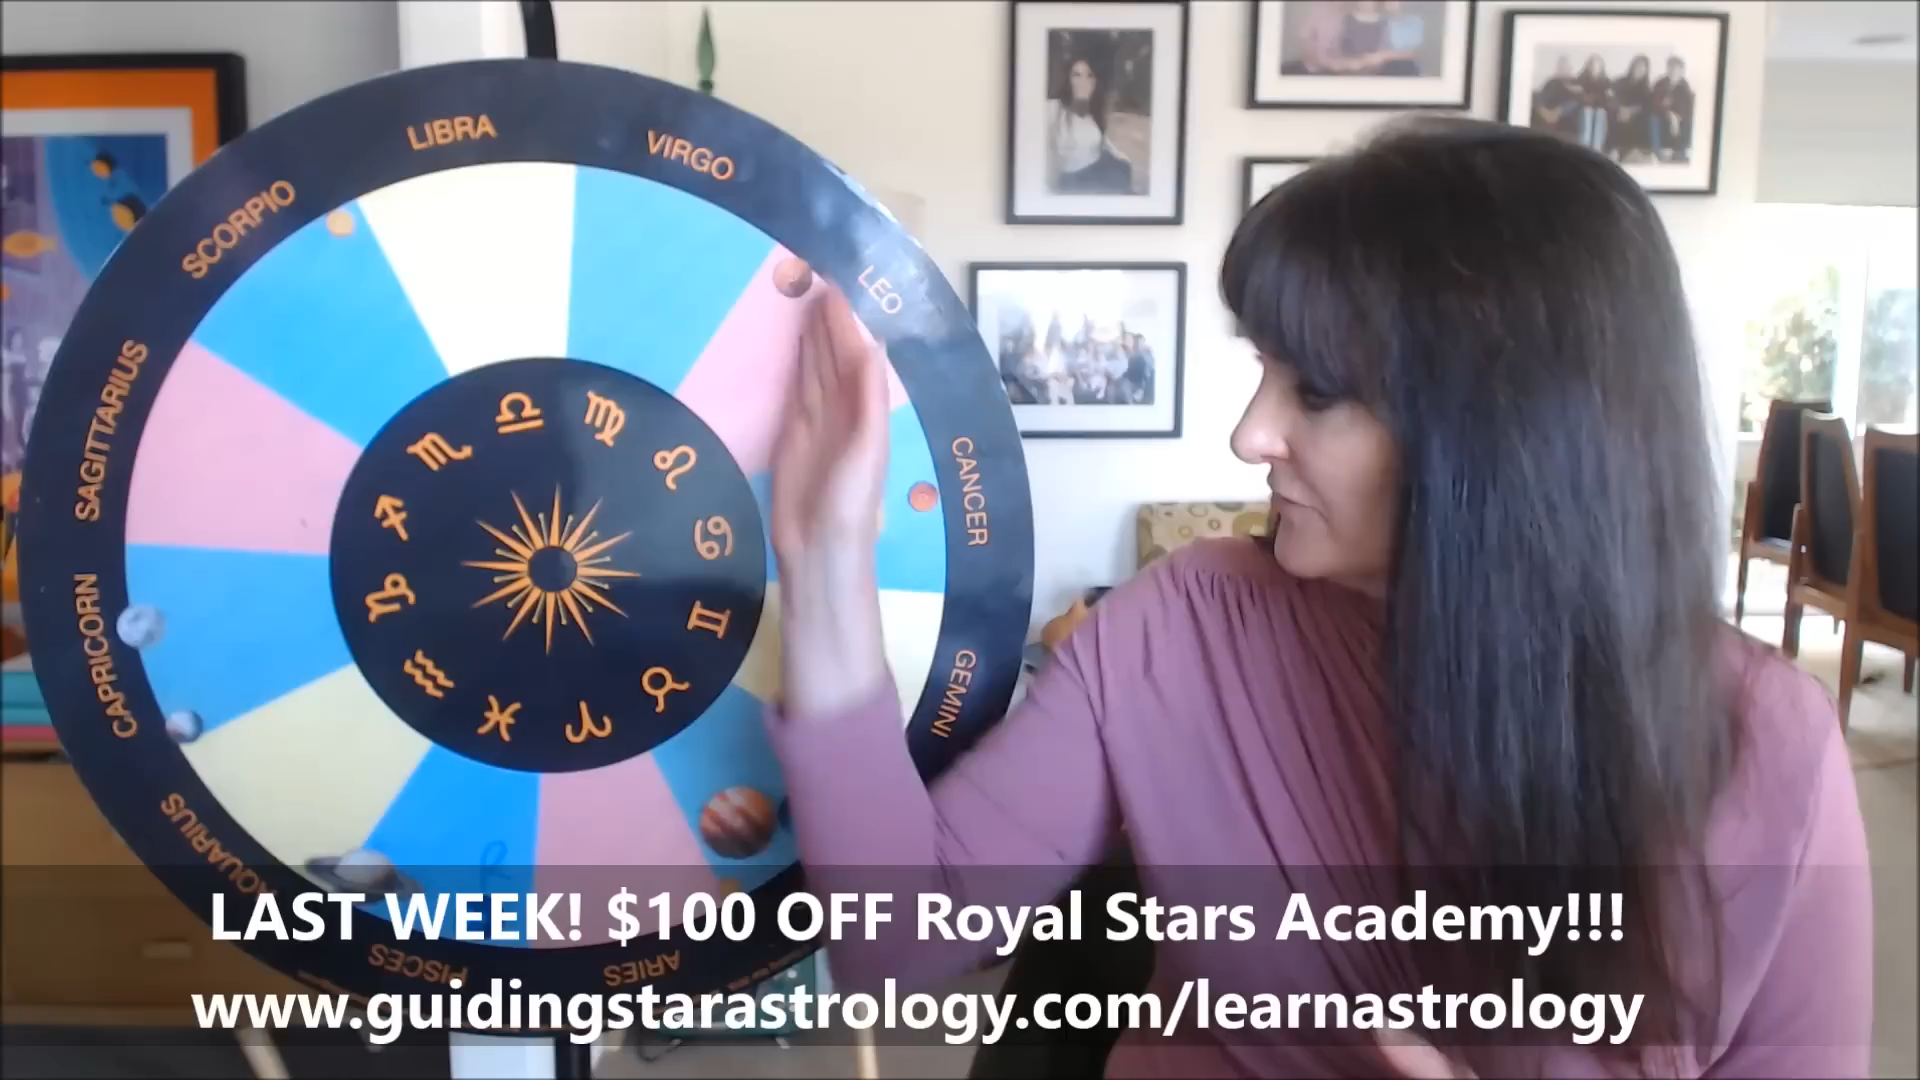 LIBRA
VIRGO
SCORPIO
LEO
SAGITTARIUS
CANCER
CAPRICORN
GEMINI
AQUARIUS
PISCES
ARIES
LAST WEEK! $100 OFF Royal Stars Academy!!!
www.guidingstarastrology.com/learnastrology